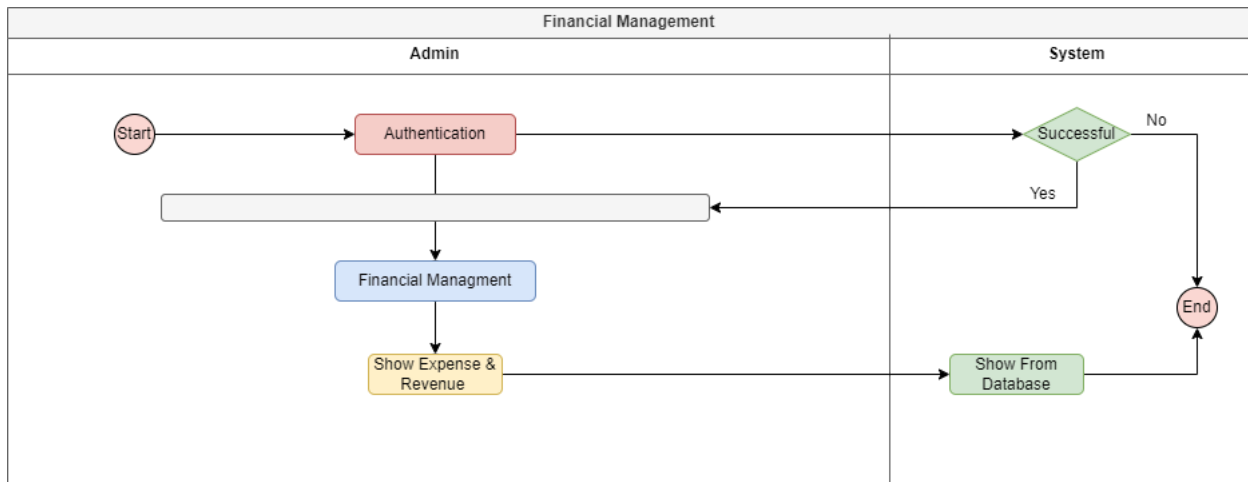 Financial Management
Admin
System
Start
Authentication
Successful
No
Yes
Financial Managment
End
Show Expense &
Revenue
Show From
Database